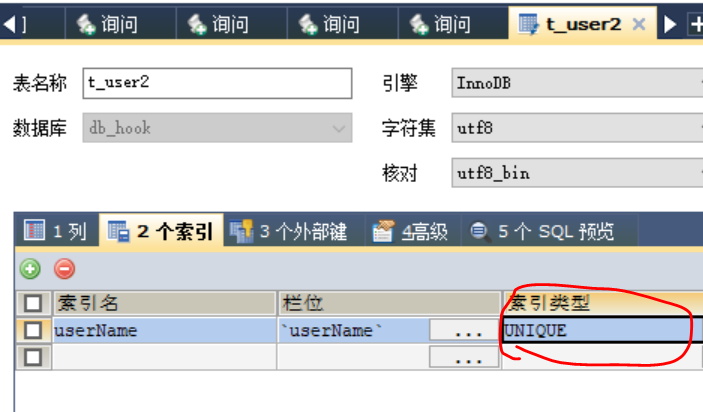 询问 询问 询问 询问 t_user2
表名称 t_user2 引擎 InnoDB
数据库 db_hook 字符集 utf8
核对 utf8_bin
1 列 2 个索引 3 个外部键 4高级 5 个 SQL 预览
索引名 栏位 索引类型
userName `userName` ... UNIQUE
...